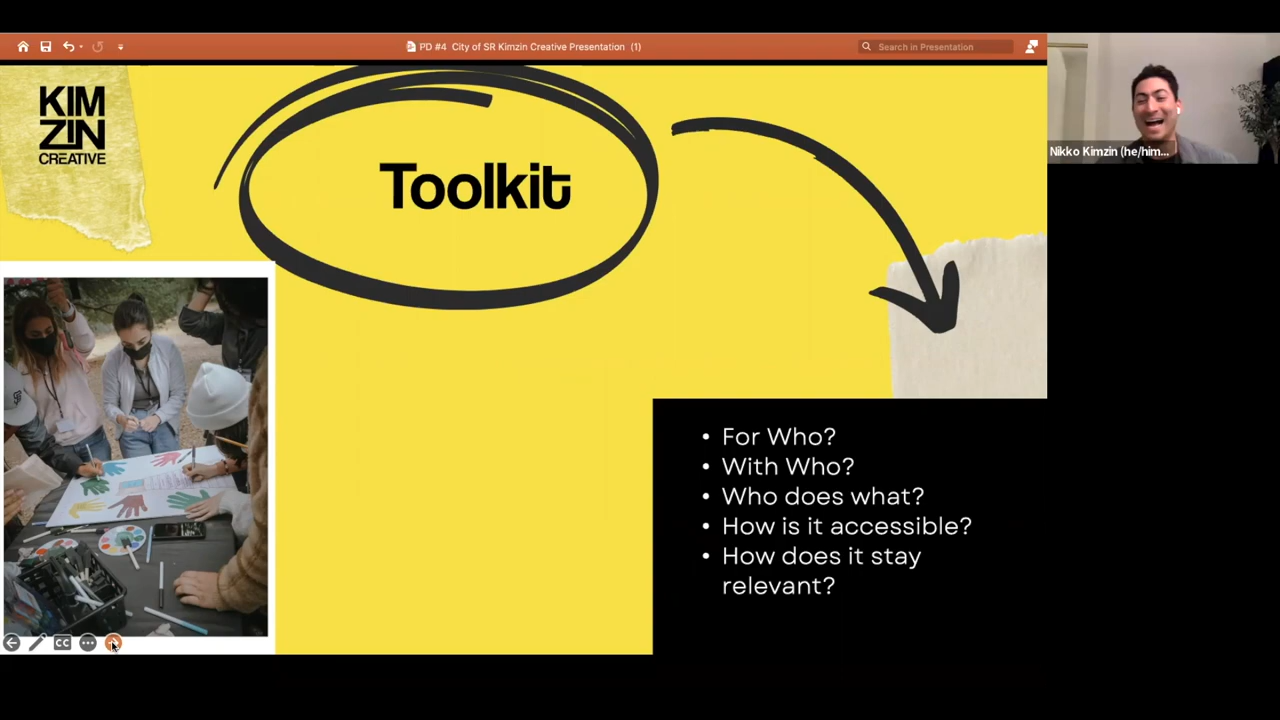 PD #4 City of SR Kimzin Creative Presentation (1)
Search in Presentation
KIM
ZIN
CREATIVE
Toolkit
Nikko Kimzin (he/him...
• For Who?
• With Who?
• Who does what?
• How is it accessible?
• How does it stay
relevant?
CC